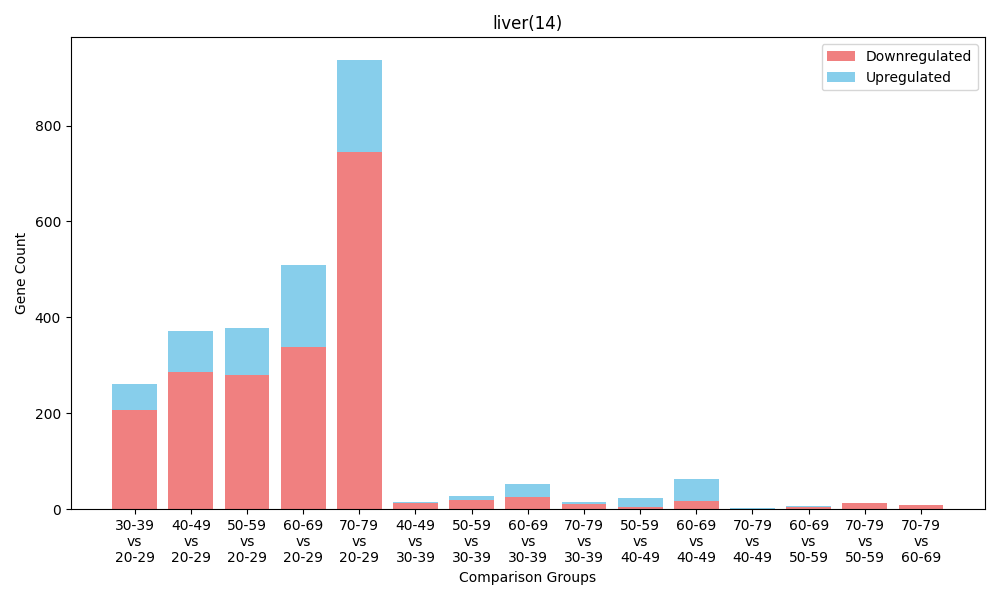 liver(14)
Downregulated
Upregulated
Gene Count
800
600
400
200
0
30-39
vs
20-29
40-49
vs
20-29
50-59
vs
20-29
60-69
vs
20-29
70-79
vs
20-29
40-49
vs
30-39
50-59
vs
30-39
60-69
vs
30-39
70-79
vs
30-39
50-59
vs
40-49
60-69
vs
40-49
70-79
vs
40-49
60-69
vs
50-59
70-79
vs
50-59
70-79
vs
60-69
Comparison Groups